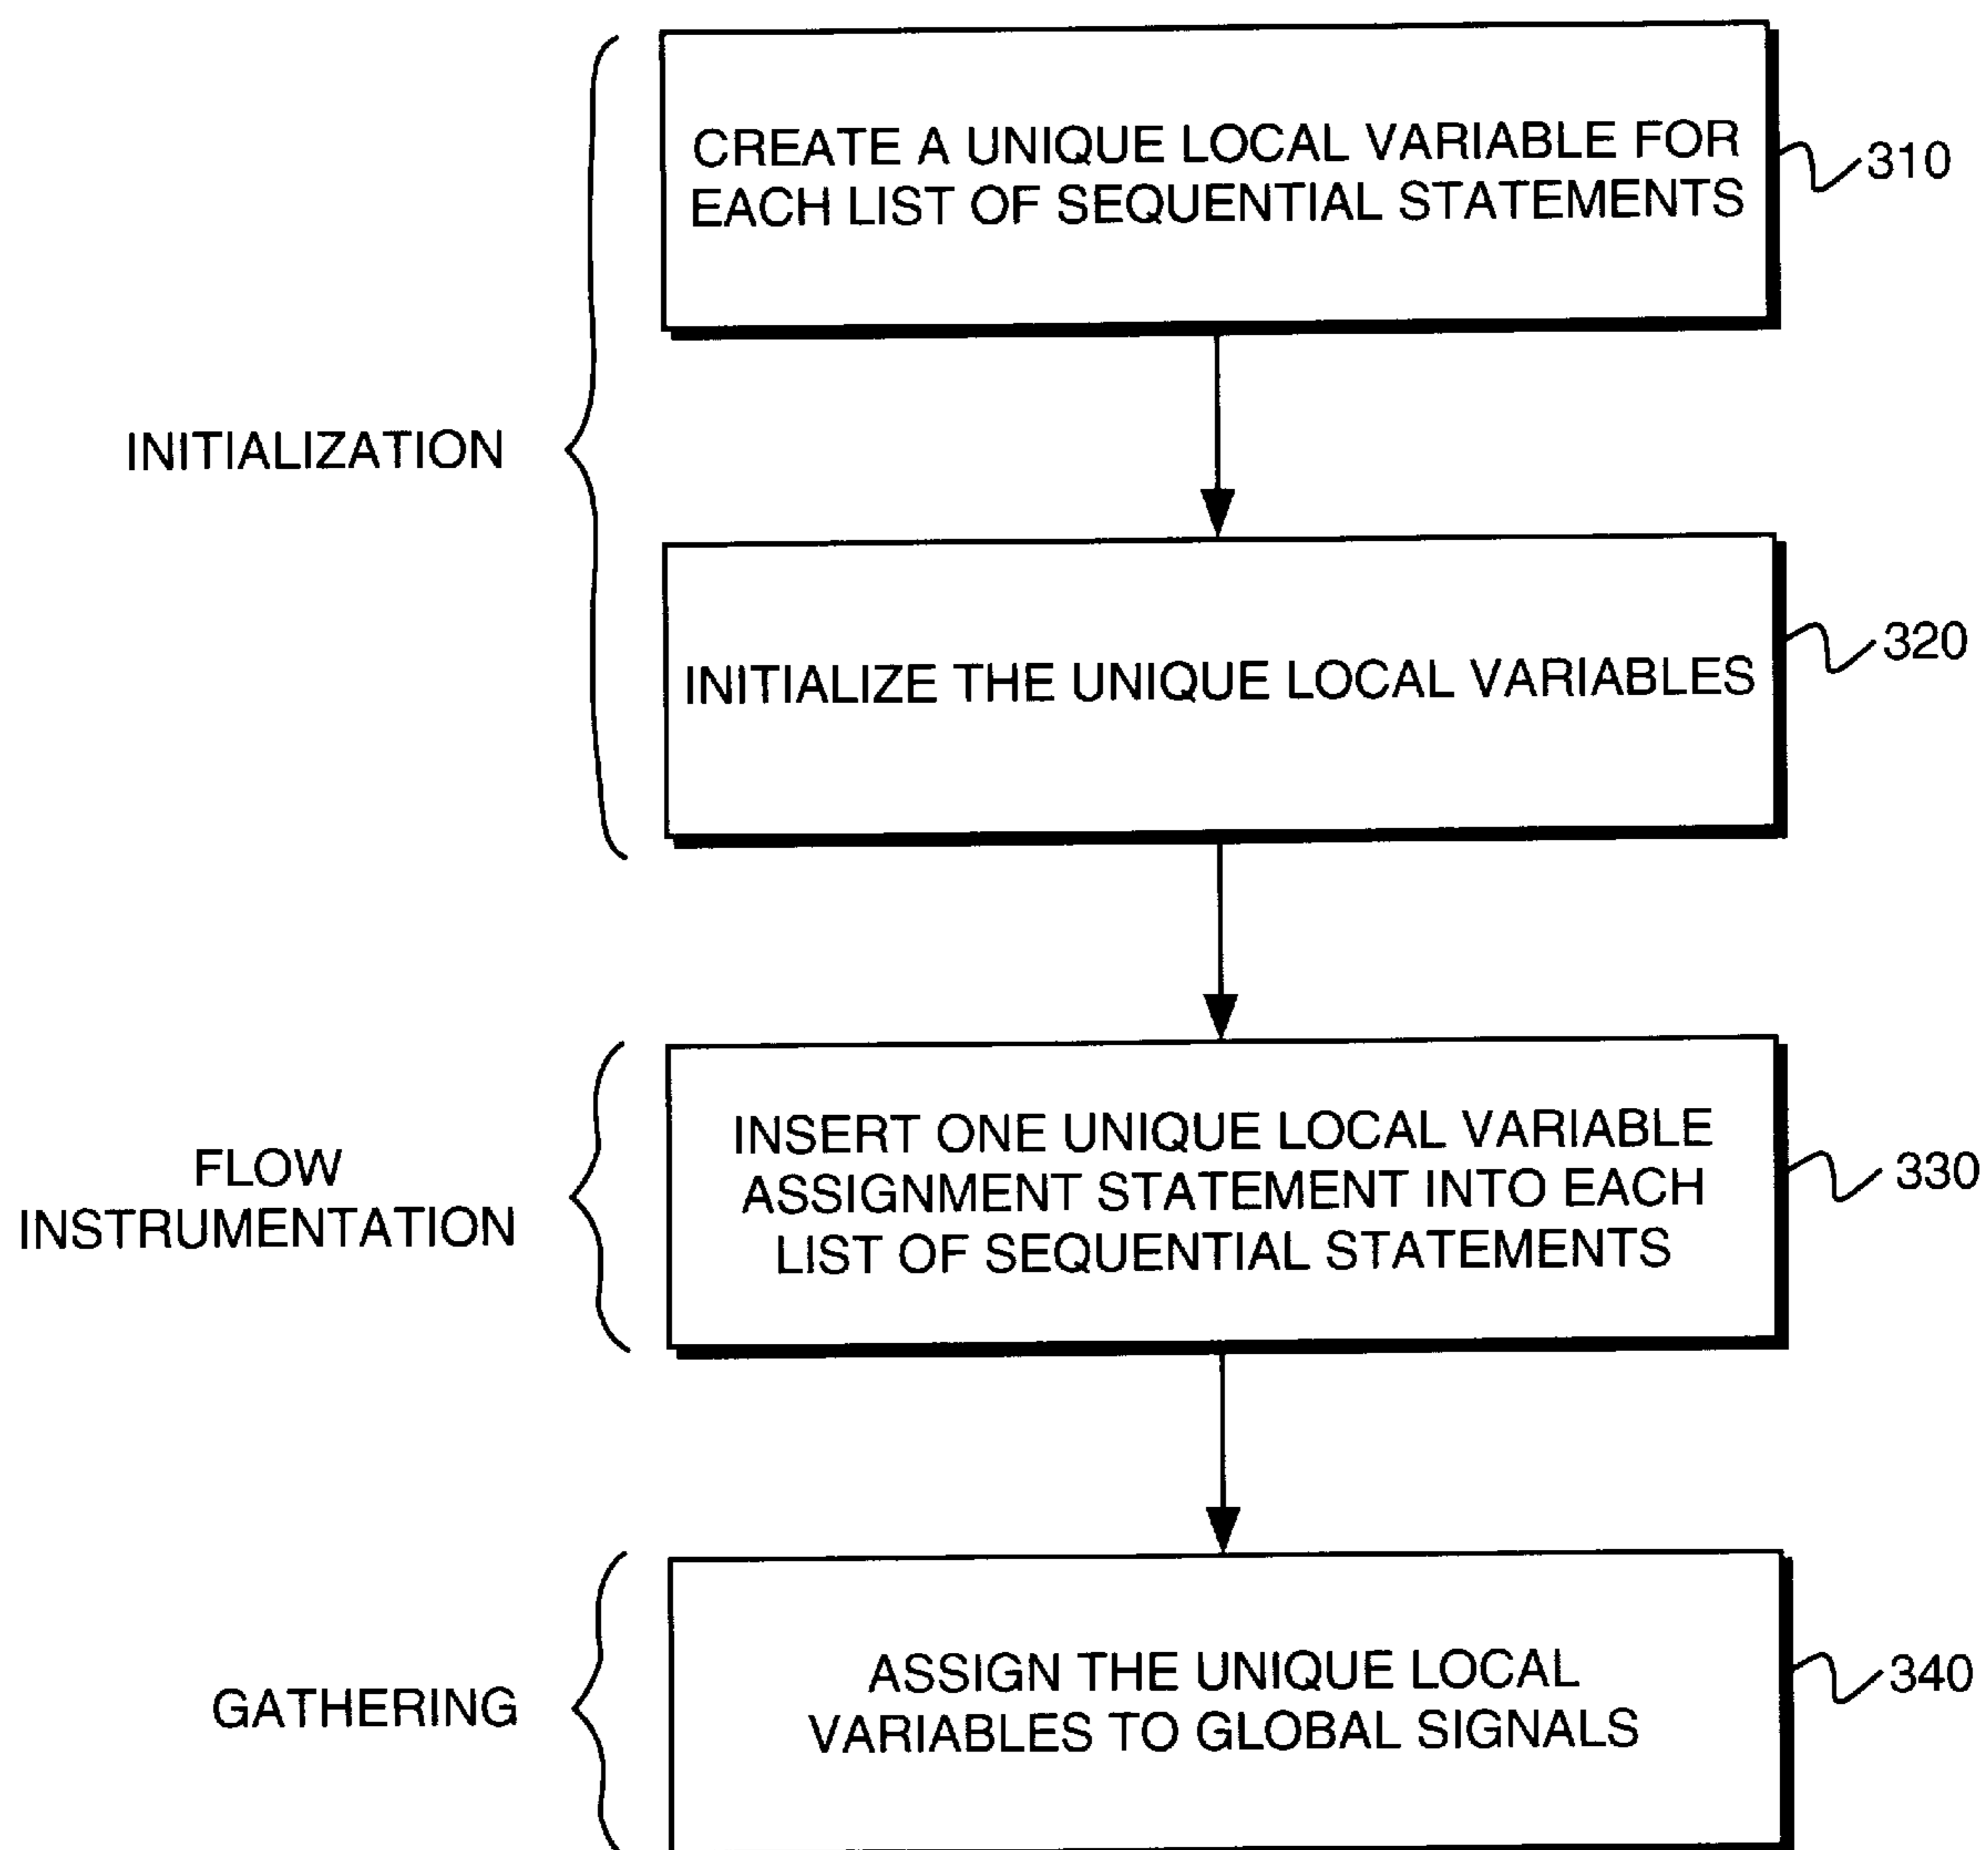 CREATE A UNIQUE LOCAL VARIABLE FOR
EACH LIST OF SEQUENTIAL STATEMENTS
310
INITIALIZATION
INITIALIZE THE UNIQUE LOCAL VARIABLES
320
FLOW
INSTRUMENTATION
INSERT ONE UNIQUE LOCAL VARIABLE
ASSIGNMENT STATEMENT INTO EACH
LIST OF SEQUENTIAL STATEMENTS
330
GATHERING
ASSIGN THE UNIQUE LOCAL
VARIABLES TO GLOBAL SIGNALS
340